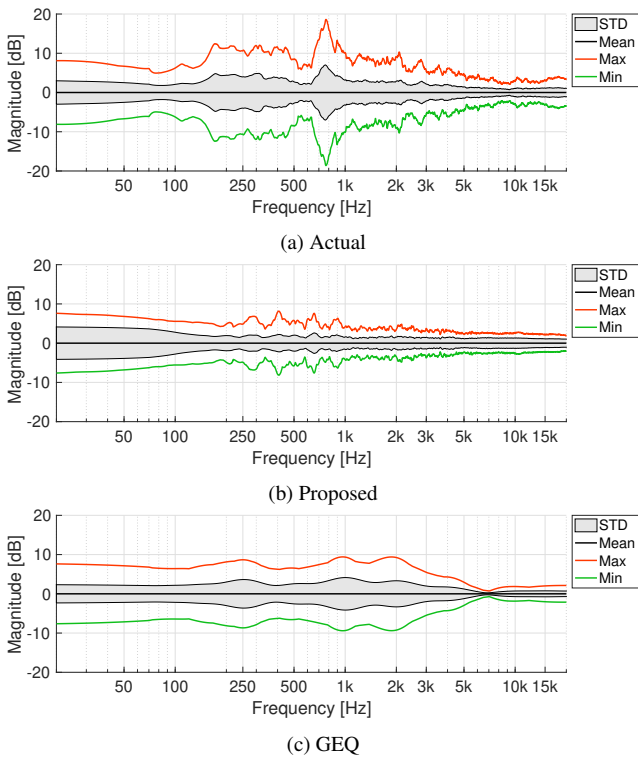 20
10
0
-10
-20
Magnitude [dB]
50 100 250 500 1k 2k 3k 5k 10k 15k
Frequency [Hz]
STD
Mean
Max
Min
(a) Actual
20
10
0
-10
-20
Magnitude [dB]
50 100 250 500 1k 2k 3k 5k 10k 15k
Frequency [Hz]
STD
Mean
Max
Min
(b) Proposed
20
10
0
-10
-20
Magnitude [dB]
50 100 250 500 1k 2k 3k 5k 10k 15k
Frequency [Hz]
STD
Mean
Max
Min
(c) GEQ